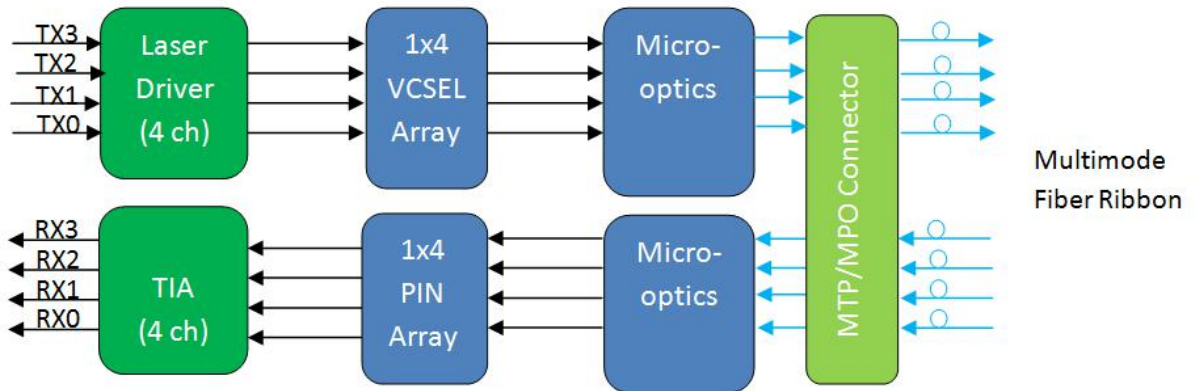 TX3
TX2
TX1
TX0
Laser
Driver
(4 ch)
1x4
VCSEL
Array
Micro-
optics
MTP/MPO Connector
Multimode
Fiber Ribbon
RX3
RX2
RX1
RX0
TIA
(4 ch)
1x4
PIN
Array
Micro-
optics